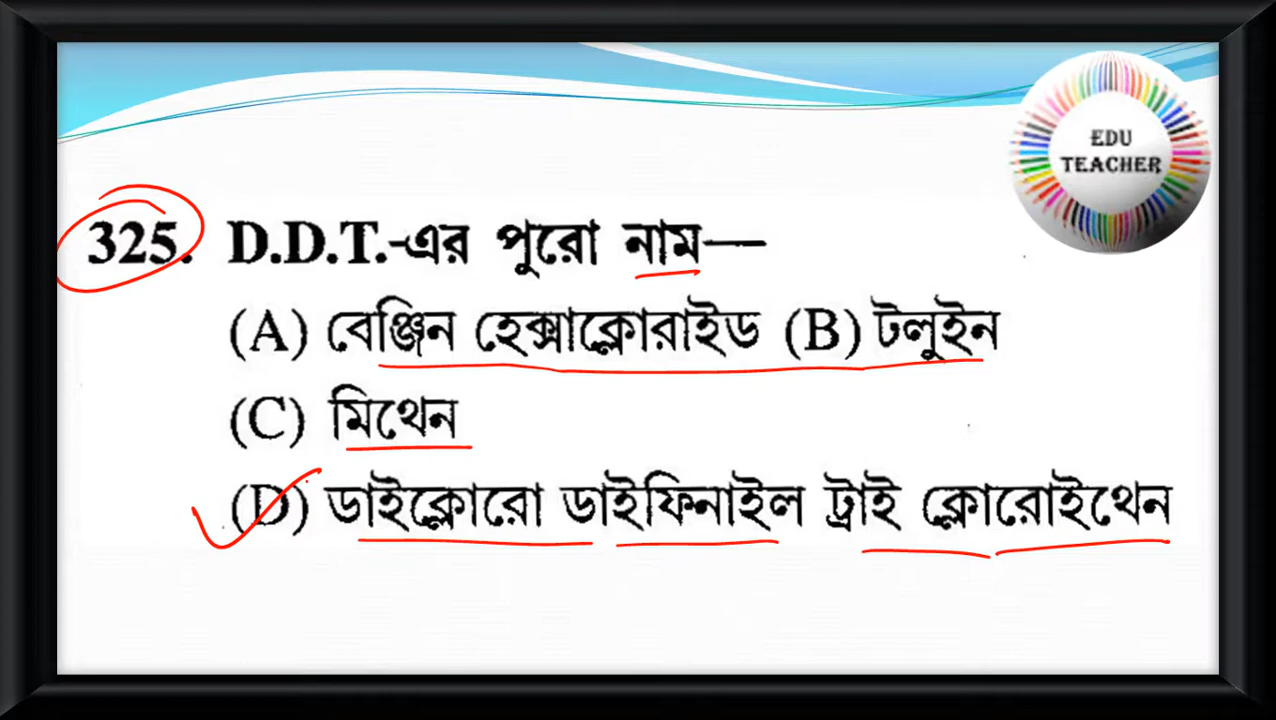 EDU
TEACHER
325. D.D.T.-এর পুরো নাম—
(A) বেঞ্জিন হেক্সাক্লোরাইড (B) টলুইন
(C) মিথেন
(D) ডাইক্লোরো ডাইফিনাইল ট্রাই ক্লোরোইথেন